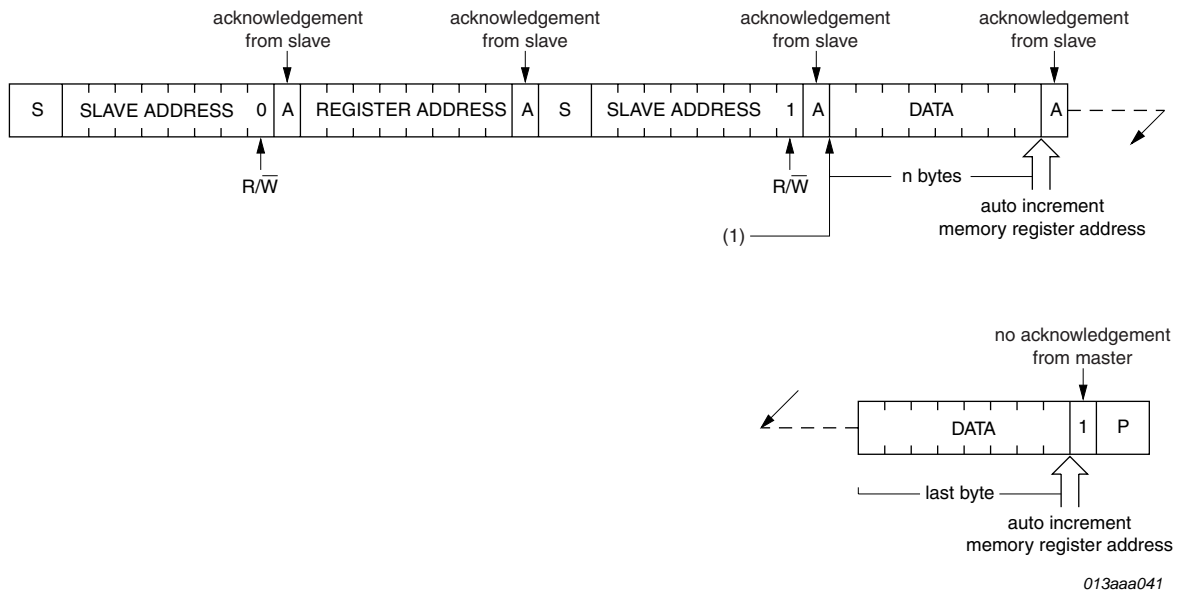 acknowledgement
from slave
acknowledgement
from slave
acknowledgement
from slave
acknowledgement
from slave
S SLAVE ADDRESS 0 A REGISTER ADDRESS A S SLAVE ADDRESS 1 A DATA A
R/W̅
R/W̅
n bytes
auto increment
memory register address
(1)
no acknowledgement
from master
DATA 1 P
last byte
auto increment
memory register address
013aaa041